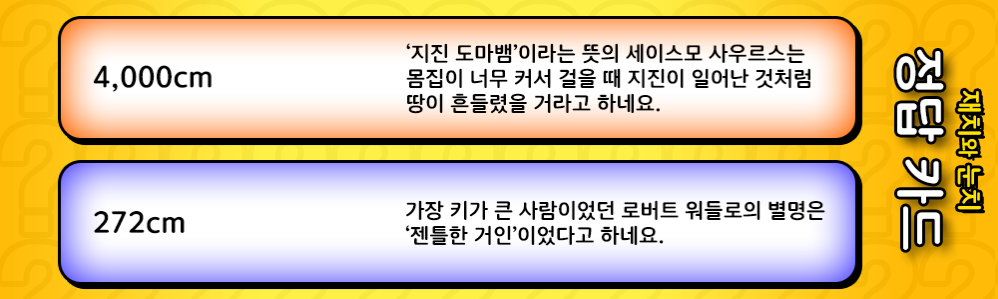 4,000cm
‘지진 도마뱀’이라는 뜻의 세이스모 사우르스는
몸집이 너무 커서 걸을 때 지진이 일어난 것처럼
땅이 흔들렸을 거라고 하네요.
272cm
가장 키가 큰 사람이었던 로버트 워들로의 별명은
‘젠틀한 거인’이었다고 하네요.
재치와 눈치
정답 카드